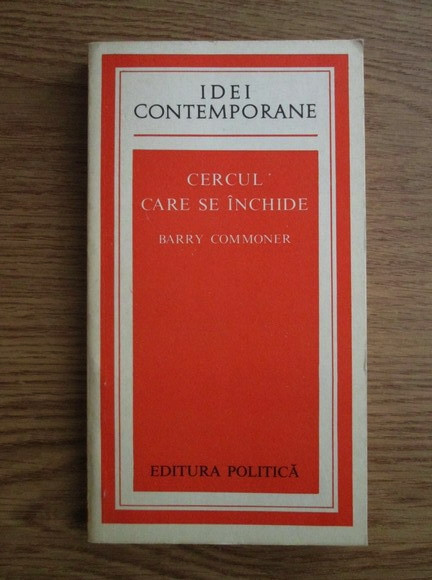 IDEI
CONTEMPORANE
CERCUL
CARE SE ÎNCHIDE
BARRY COMMONER
EDITURA POLITICĂ